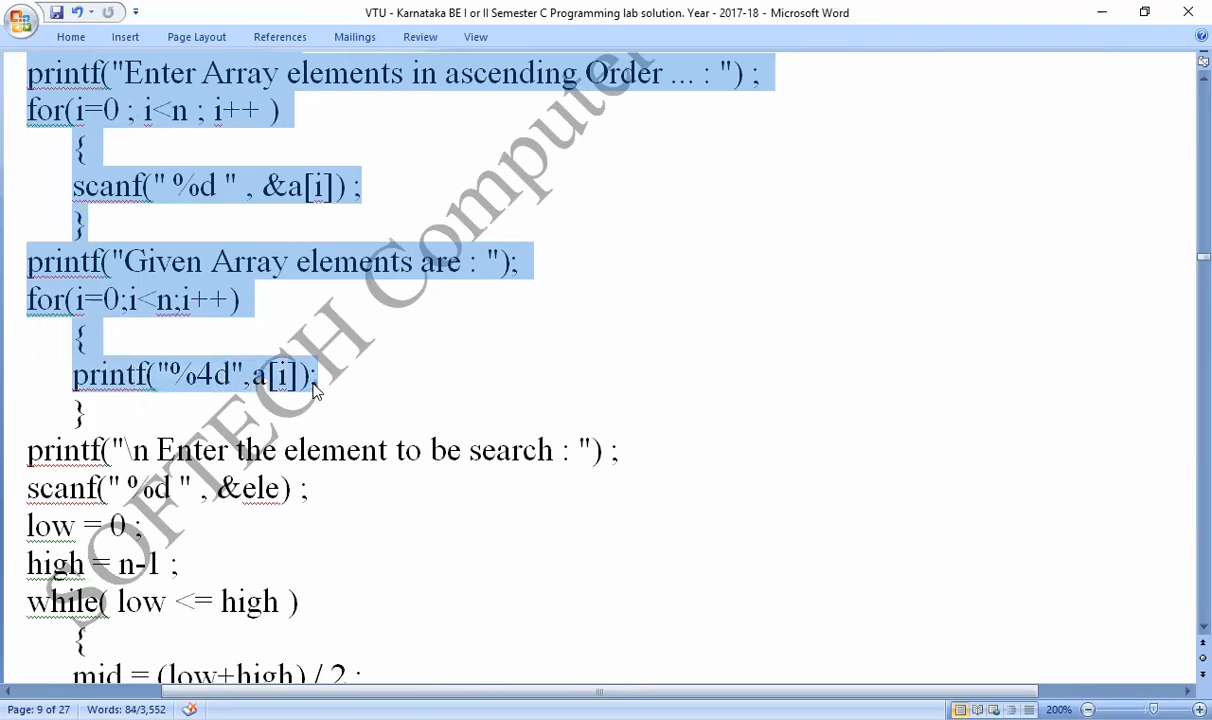 VTU - Karnataka BE I or II Semester C Programming lab solution. Year - 2017-18 - Microsoft Word
Home Insert Page Layout References Mailings Review View
printf("Enter Array elements in ascending Order ... : ") ;
for(i=0 ; i<n ; i++ )
{
scanf(" %d " , &a[i]) ;
}
printf("Given Array elements are : ");
for(i=0;i<n;i++)
{
printf("%4d",a[i]);
}
printf("\n Enter the element to be search : ") ;
scanf(" %d " , &ele) ;
low = 0 ;
high = n-1 ;
while( low <= high )
{
mid = (low+high) / 2 ;
SOFTECH Computer
Page: 9 of 27 Words: 84/3,552 200%